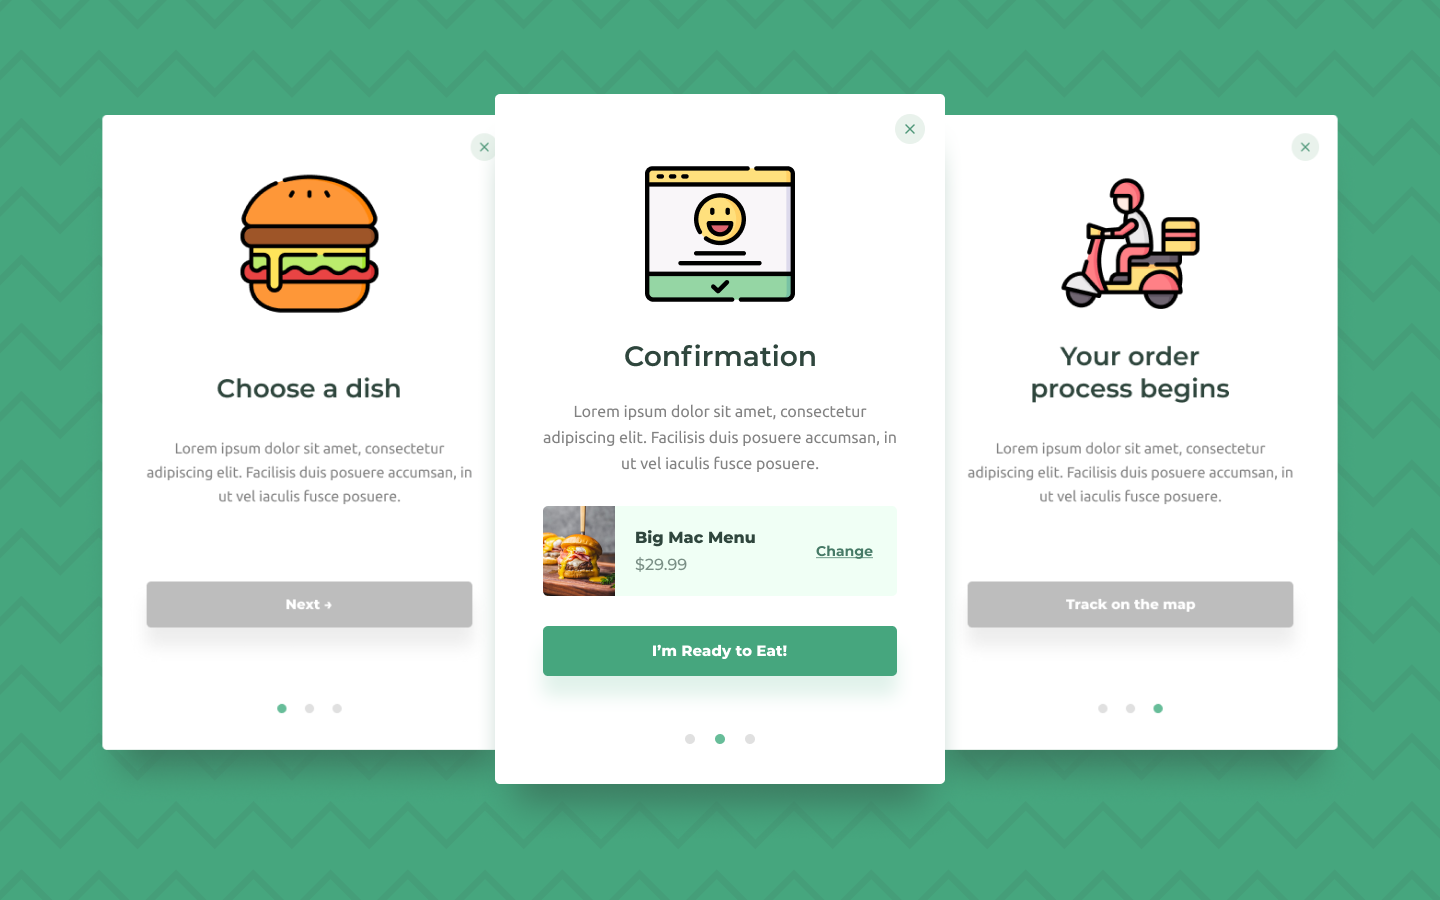 Choose a dish
Lorem ipsum dolor sit amet, consectetur
adipiscing elit. Facilisis duis posuere accumsan, in
ut vel iaculis fusce posuere.
Next →
Confirmation
Lorem ipsum dolor sit amet, consectetur
adipiscing elit. Facilisis duis posuere accumsan, in
ut vel iaculis fusce posuere.
Big Mac Menu
$29.99
Change
I’m Ready to Eat!
Your order
process begins
Lorem ipsum dolor sit amet, consectetur
adipiscing elit. Facilisis duis posuere accumsan, in
ut vel iaculis fusce posuere.
Track on the map